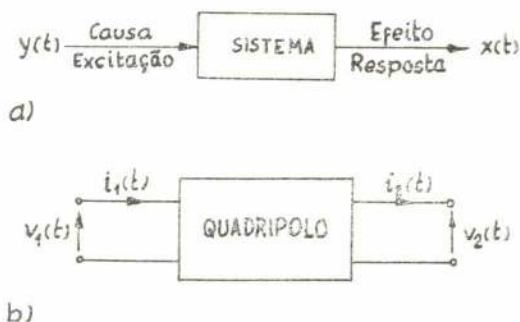 y(t) Causa Excitação SISTEMA Efeito Resposta x(t)
a)
i₁(t) i₂(t)
v₁(t) QUADRIPOLO v₂(t)
b)